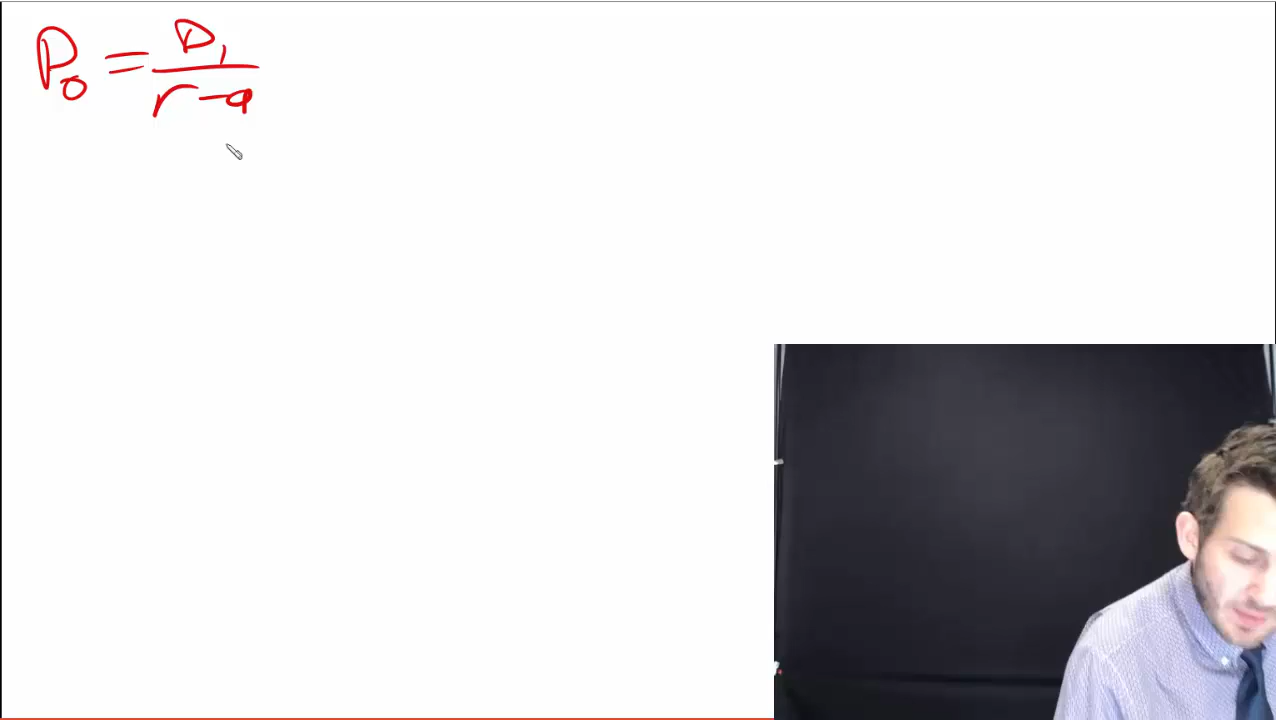 P₀ = D₁ / r - g